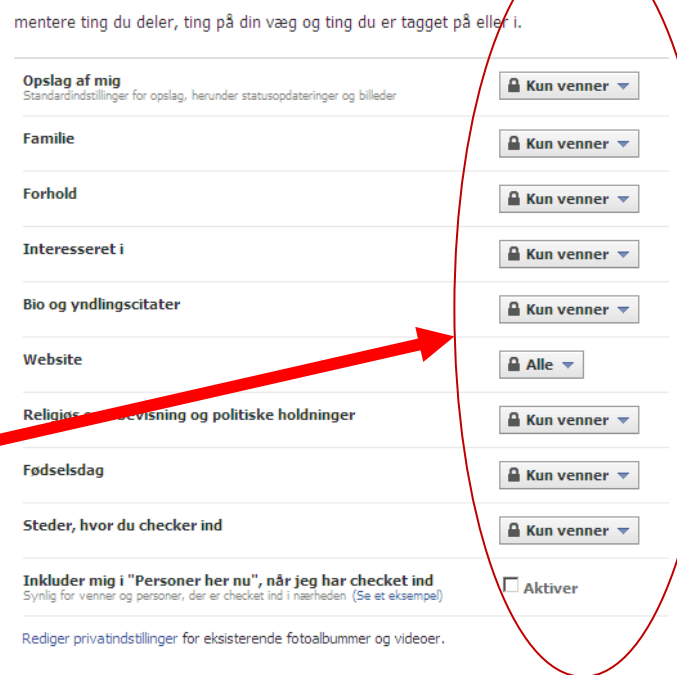 mentere ting du deler, ting på din væg og ting du er tagget på eller i.
Opslag af mig
Standardindstillinger for opslag, herunder statusopdateringer og billeder
Kun venner
Familie
Kun venner
Forhold
Kun venner
Interesseret i
Kun venner
Bio og yndlingscitater
Kun venner
Website
Alle
Religiøs og politiske holdninger
Kun venner
Fødselsdag
Kun venner
Steder, hvor du checker ind
Kun venner
Inkluder mig i "Personer her nu", når jeg har checket ind
Synlig for venner og personer, der er checket ind i nærheden (Se et eksempel)
Aktiver
Rediger privatindstillinger for eksisterende fotoalbummer og videoer.